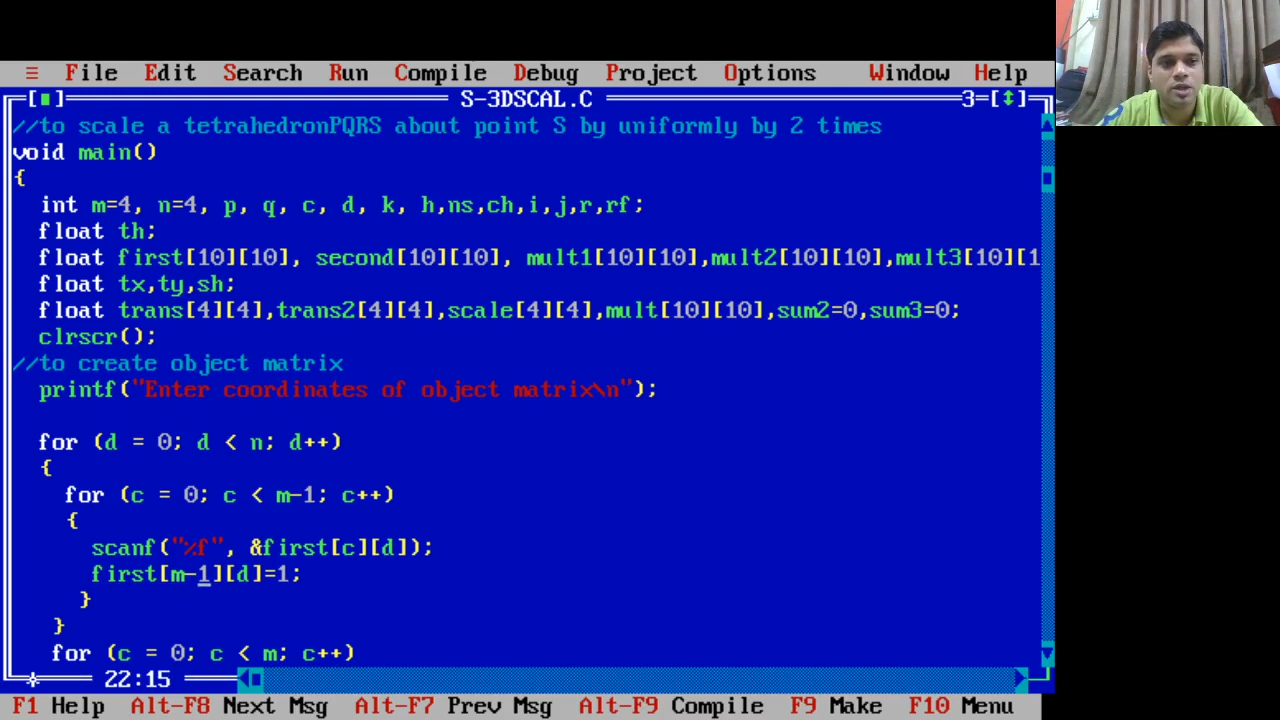 ≡ File Edit Search Run Compile Debug Project Options Window Help
[■] S-3DSCAL.C 3=[↕]
//to scale a tetrahedronPQRS about point S by uniformly by 2 times
void main()
{
int m=4, n=4, p, q, c, d, k, h,ns,ch,i,j,r,rf;
float th;
float first[10][10], second[10][10], mult1[10][10],mult2[10][10],mult3[10][1
float tx,ty,sh;
float trans[4][4],trans2[4][4],scale[4][4],mult[10][10],sum2=0,sum3=0;
clrscr();
//to create object matrix
printf("Enter coordinates of object matrix\n");
for (d = 0; d < n; d++)
{
for (c = 0; c < m-1; c++)
{
scanf("%f", &first[c][d]);
first[m-1][d]=1;
}
}
for (c = 0; c < m; c++)
22:15
F1 Help Alt-F8 Next Msg Alt-F7 Prev Msg Alt-F9 Compile F9 Make F10 Menu